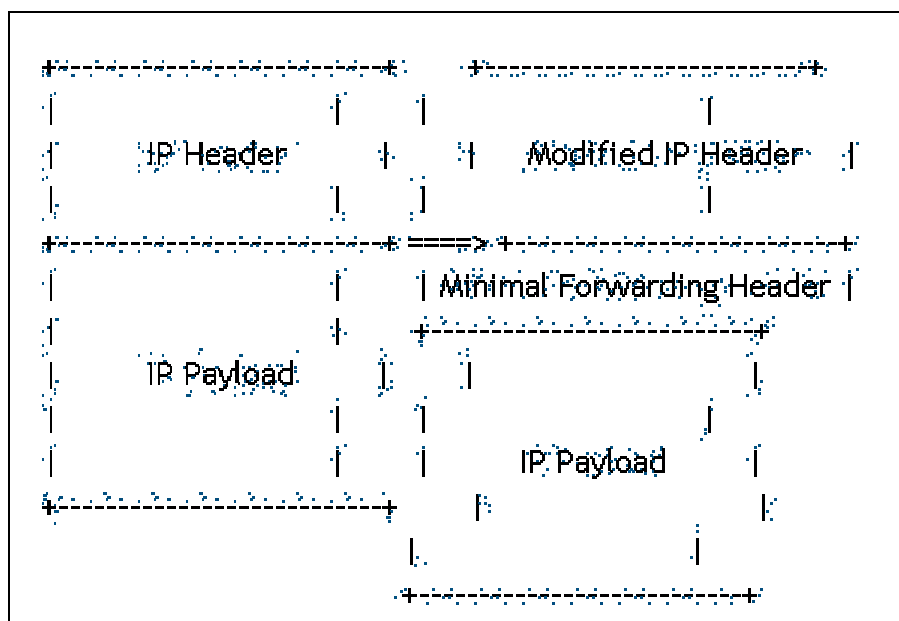 IP Header
Modified IP Header
Minimal Forwarding Header
IP Payload
IP Payload